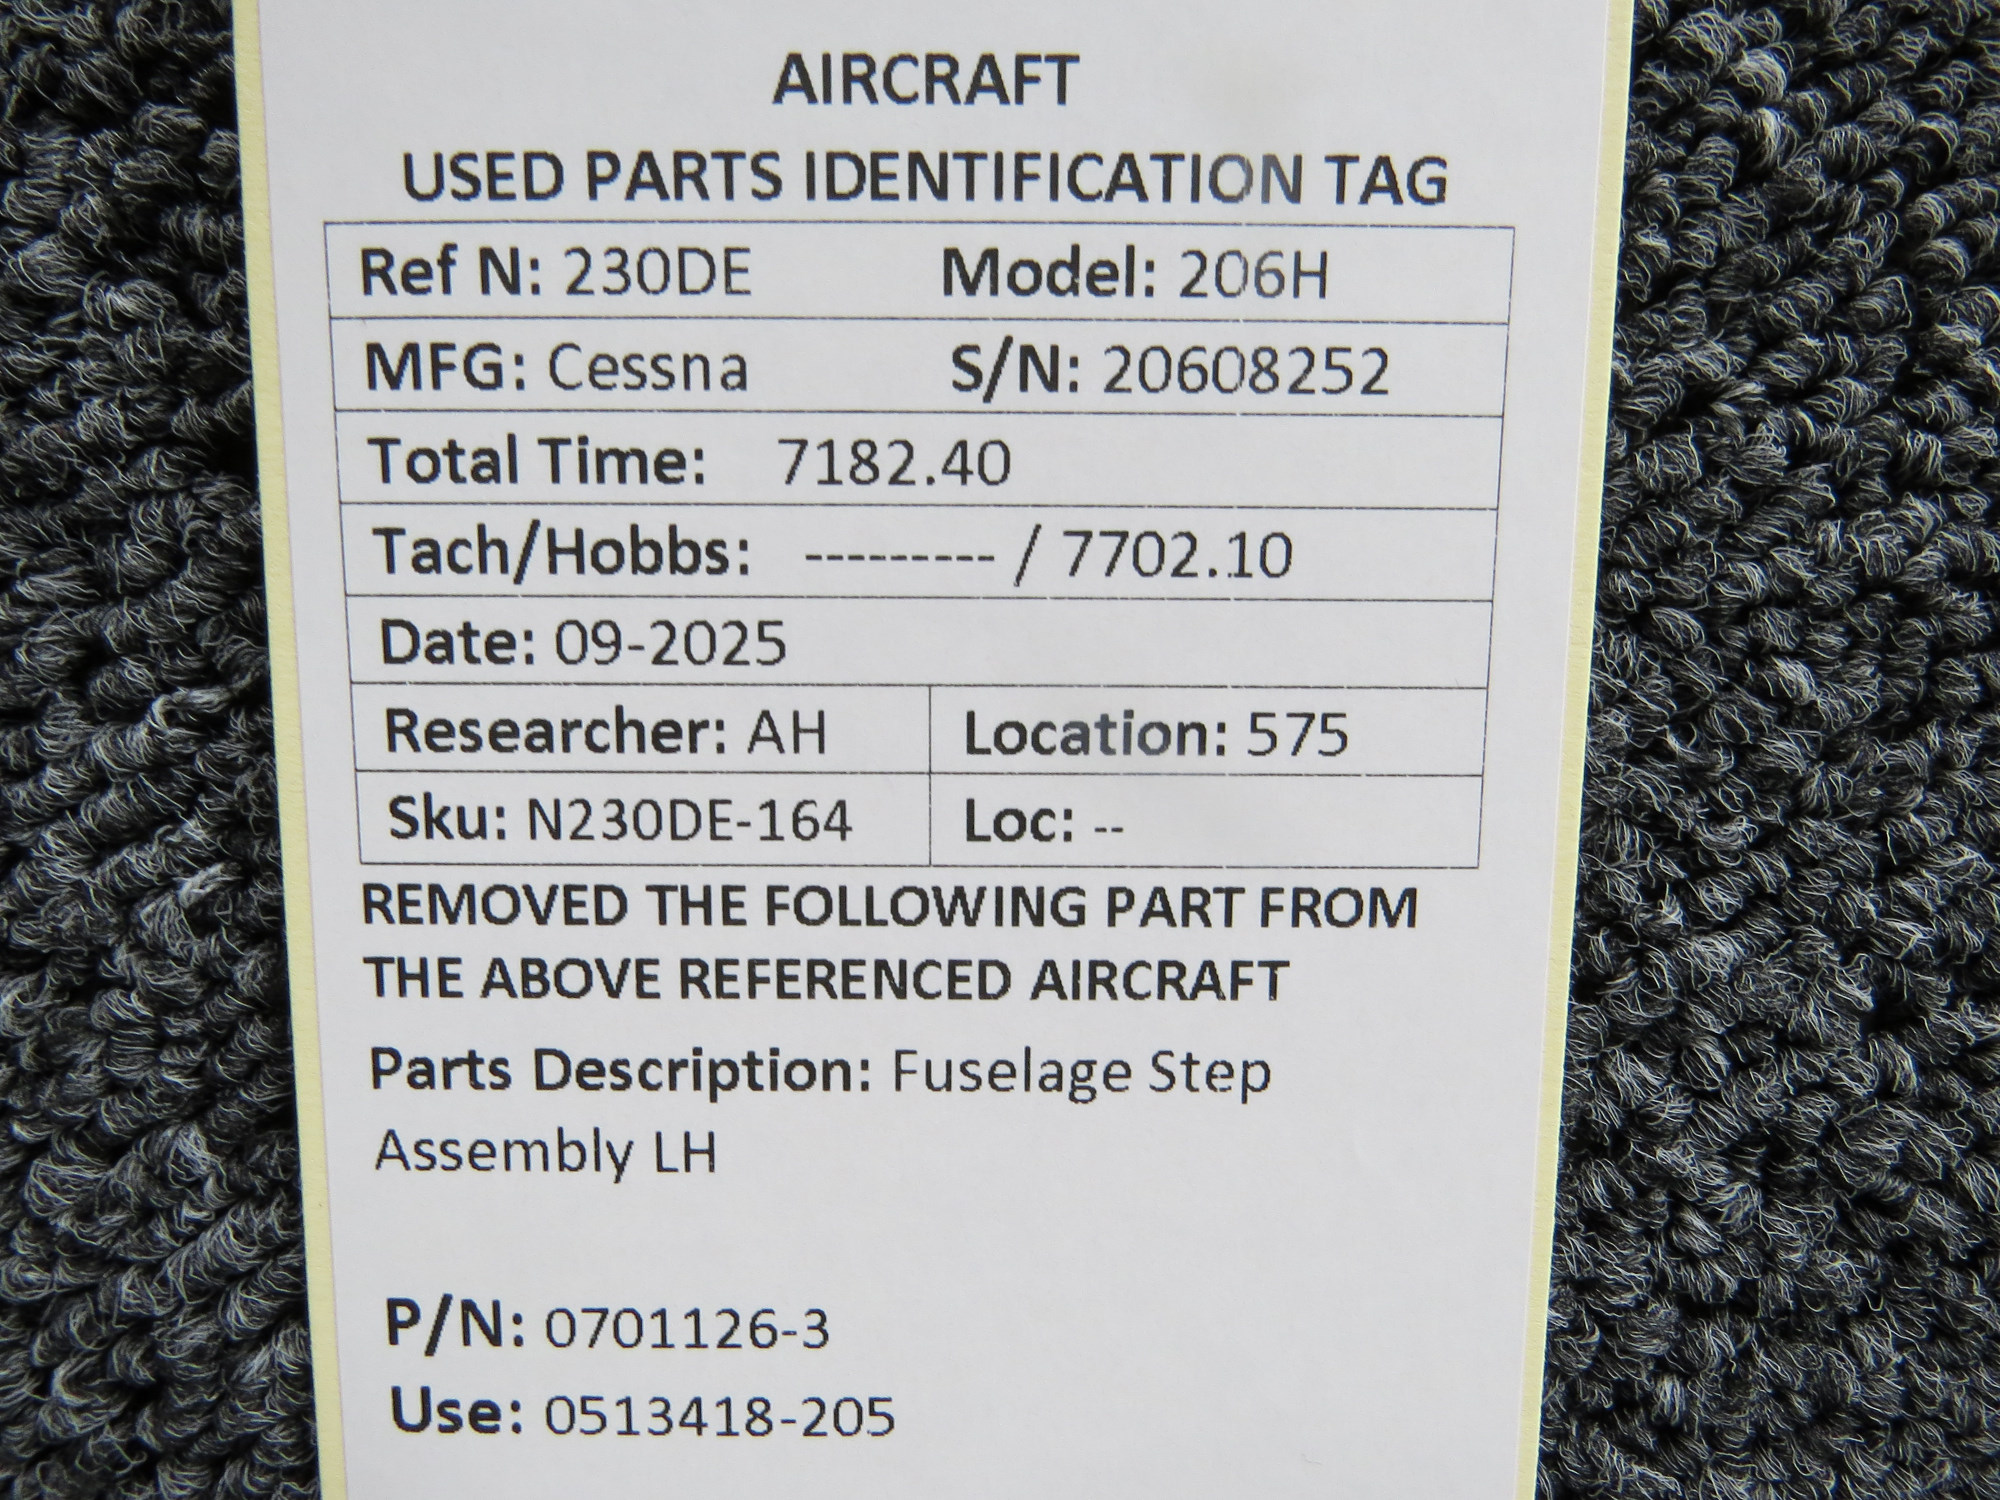 AIRCRAFT
USED PARTS IDENTIFICATION TAG
Ref N: 230DE Model: 206H
MFG: Cessna S/N: 20608252
Total Time: 7182.40
Tach/Hobbs: --------- / 7702.10
Date: 09-2025
Researcher: AH Location: 575
Sku: N230DE-164 Loc: --
REMOVED THE FOLLOWING PART FROM
THE ABOVE REFERENCED AIRCRAFT
Parts Description: Fuselage Step
Assembly LH
P/N: 0701126-3
Use: 0513418-205